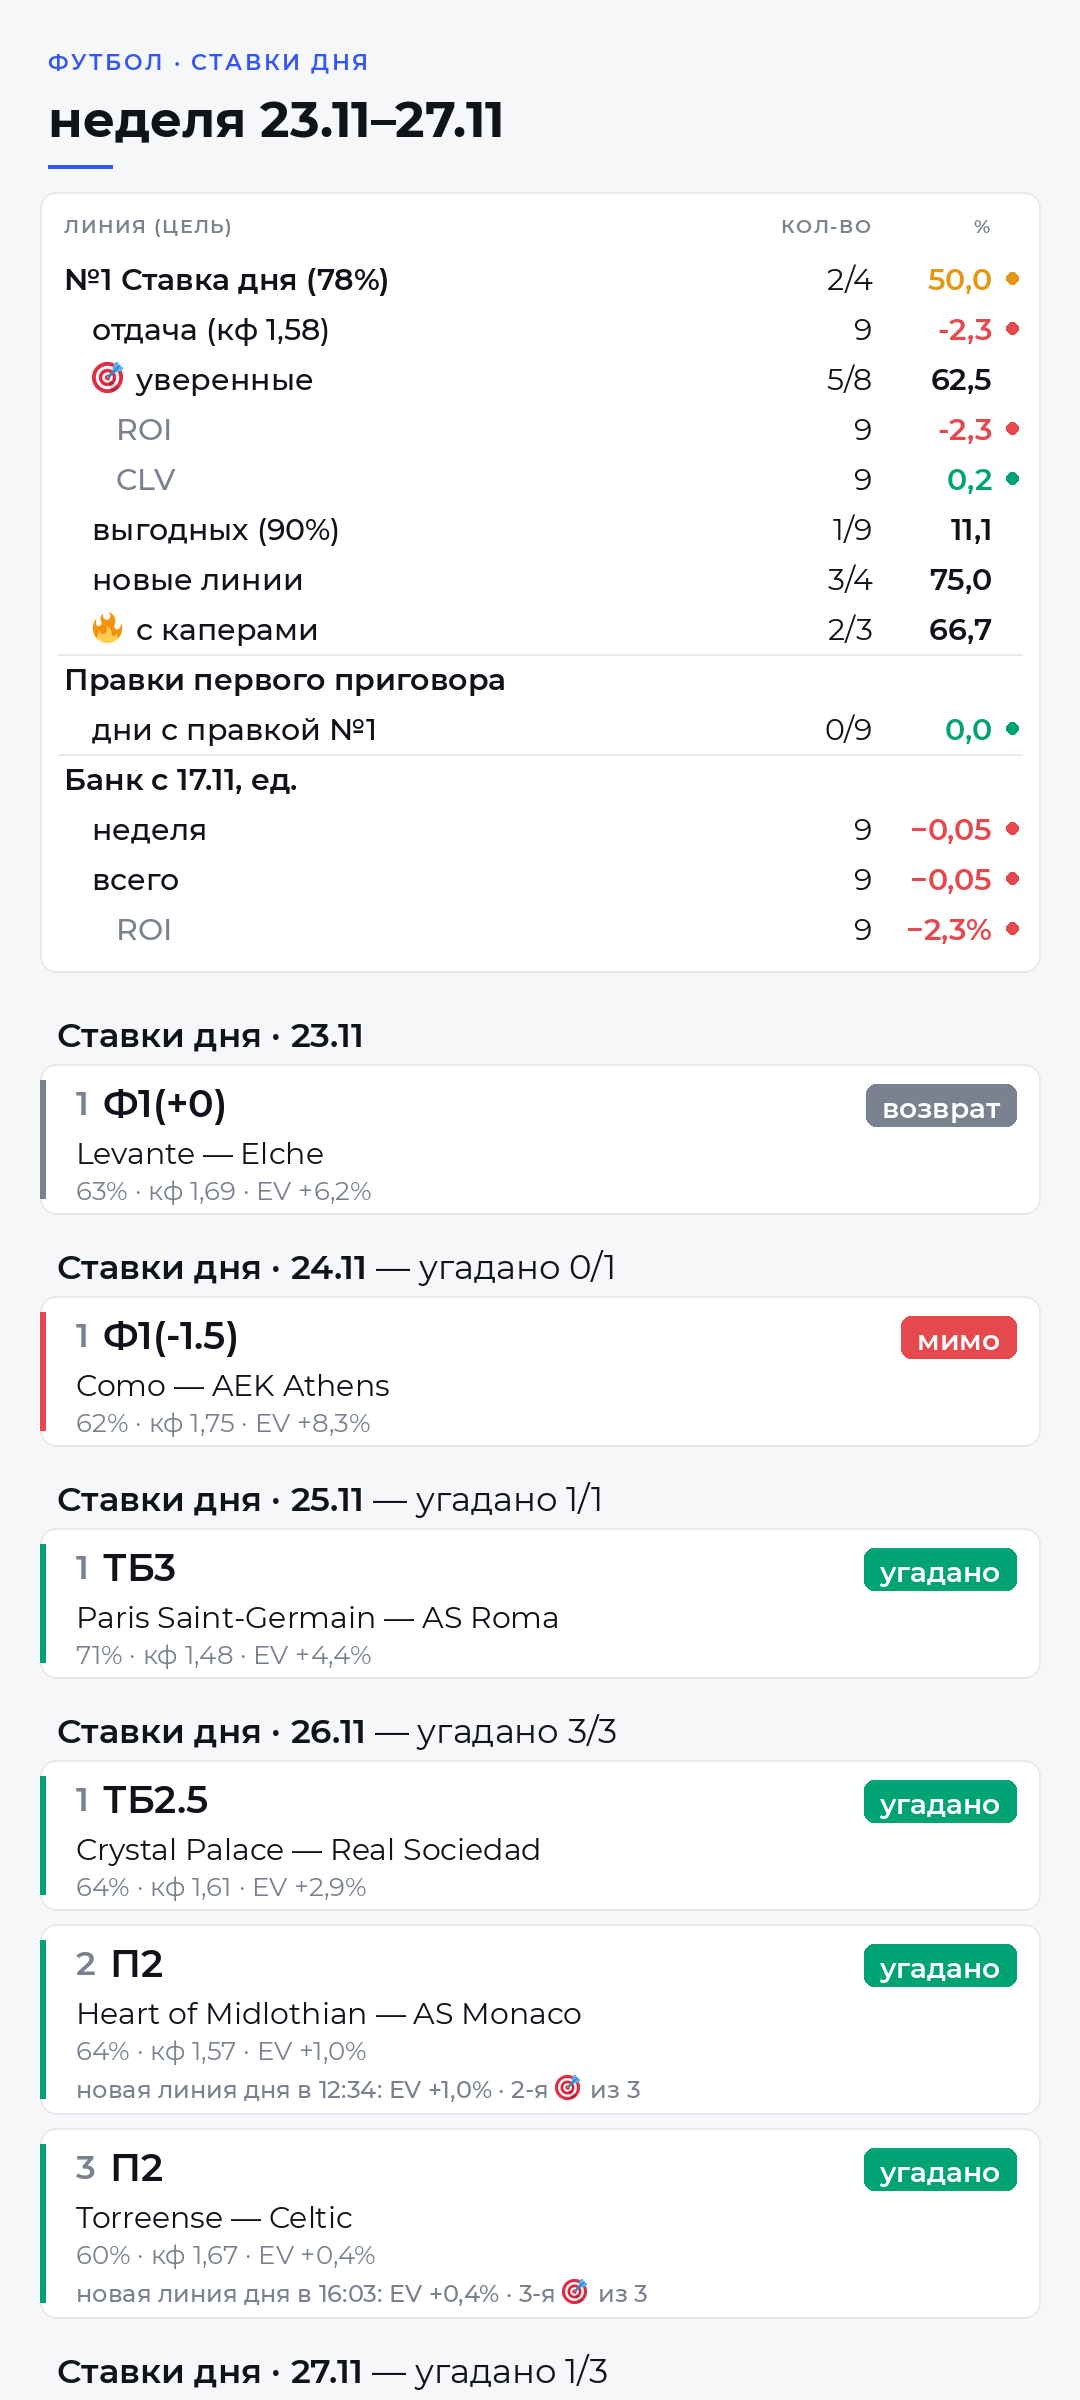 ФУТБОЛ · СТАВКИ ДНЯ
неделя 23.11–27.11
ЛИНИЯ (ЦЕЛЬ) КОЛ-ВО %
№1 Ставка дня (78%) 2/4 50,0
отдача (кф 1,58) 9 -2,3
уверенные 5/8 62,5
ROI 9 -2,3
CLV 9 0,2
выгодных (90%) 1/9 11,1
новые линии 3/4 75,0
с каперами 2/3 66,7
Правки первого приговора
дни с правкой №1 0/9 0,0
Банк с 17.11, ед.
неделя 9 −0,05
всего 9 −0,05
ROI 9 −2,3%
Ставки дня · 23.11
1 Ф1(+0) возврат
Levante — Elche
63% · кф 1,69 · EV +6,2%
Ставки дня · 24.11 — угадано 0/1
1 Ф1(-1.5) мимо
Como — AEK Athens
62% · кф 1,75 · EV +8,3%
Ставки дня · 25.11 — угадано 1/1
1 ТБ3 угадано
Paris Saint-Germain — AS Roma
71% · кф 1,48 · EV +4,4%
Ставки дня · 26.11 — угадано 3/3
1 ТБ2.5 угадано
Crystal Palace — Real Sociedad
64% · кф 1,61 · EV +2,9%
2 П2 угадано
Heart of Midlothian — AS Monaco
64% · кф 1,57 · EV +1,0%
новая линия дня в 12:34: EV +1,0% · 2-я 🎯 из 3
3 П2 угадано
Torreense — Celtic
60% · кф 1,67 · EV +0,4%
новая линия дня в 16:03: EV +0,4% · 3-я 🎯 из 3
Ставки дня · 27.11 — угадано 1/3